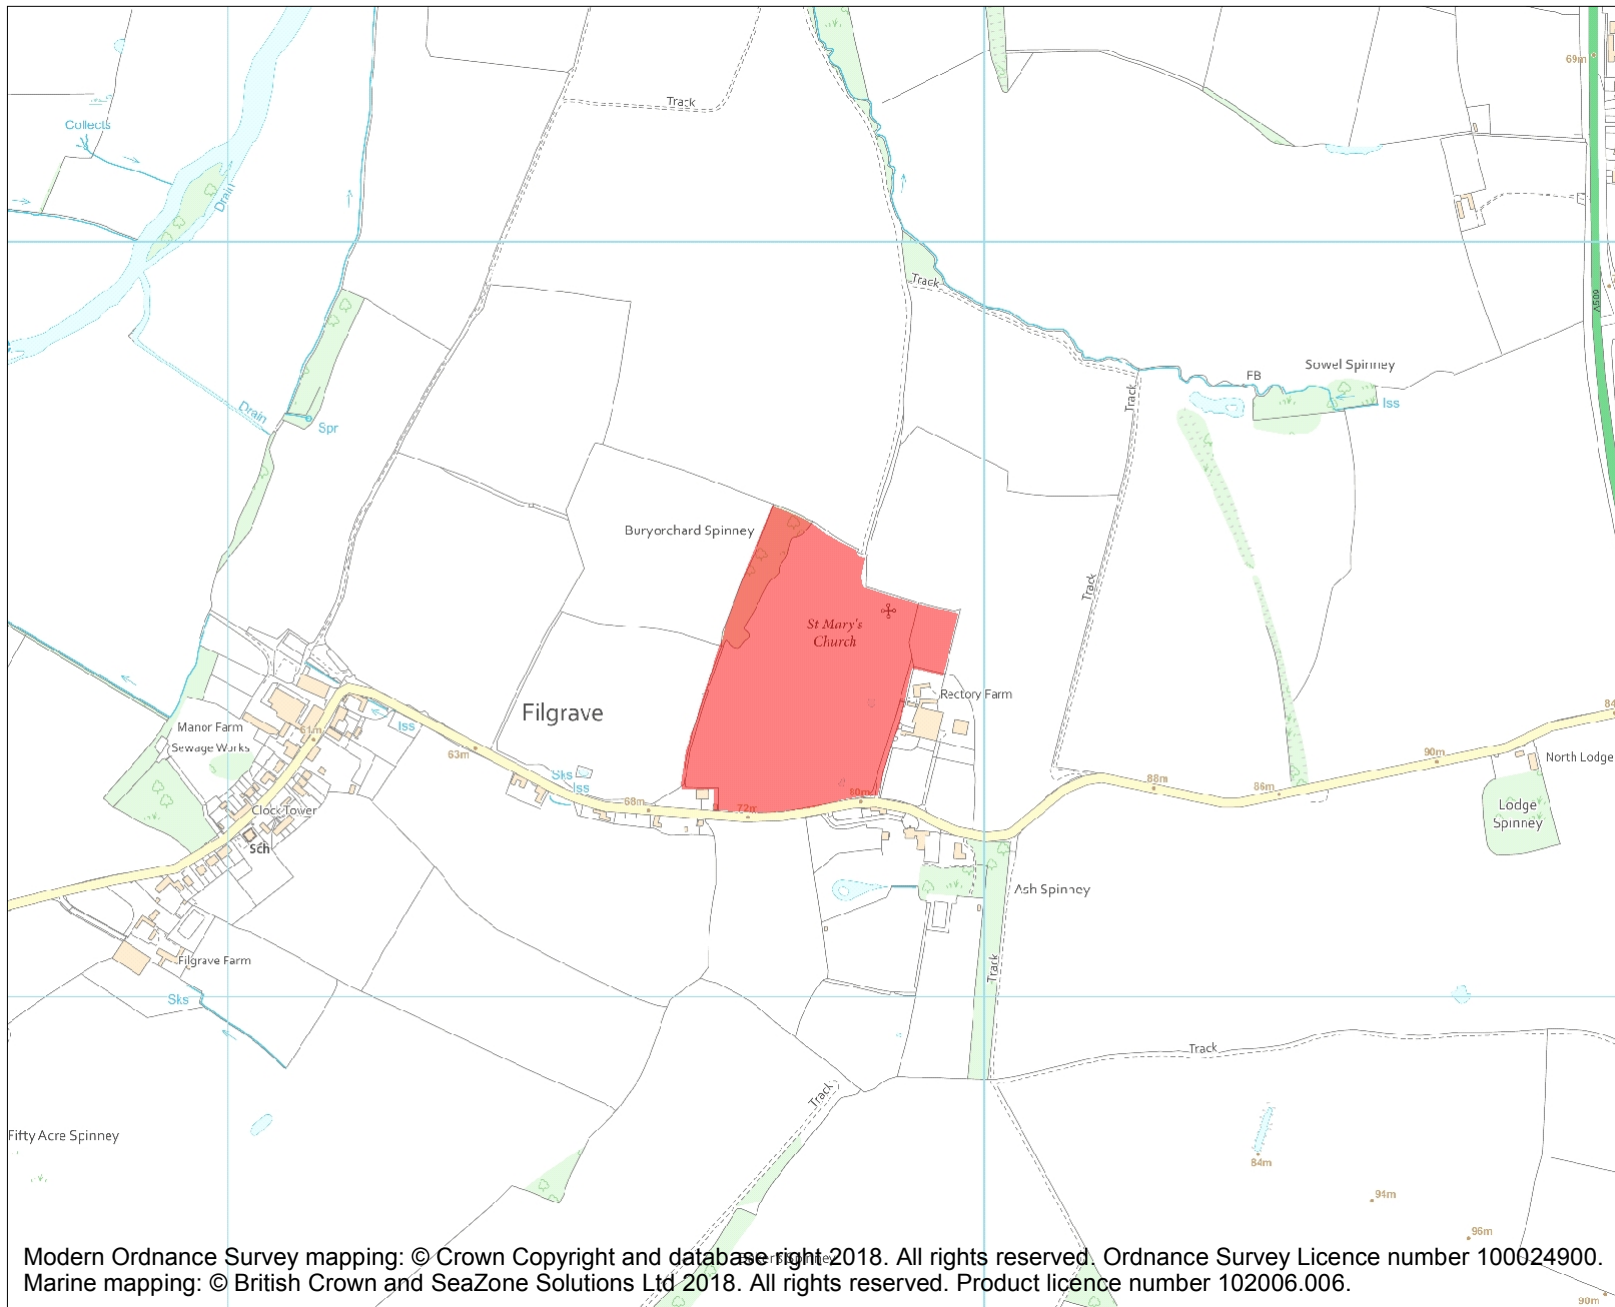 69m
Track
Collects
Drain
A509
Track
Sowel Spinney
FB
Iss
Track
Drain
Spr
Buryorchard Spinney
Track
St Mary's
Church
Rectory Farm
Filgrave
84
Manor Farm
Iss
61m
Sewage Works
63m
90m
North Lodge
Sks
Iss
88m
86m
68m
72m
80m
Clock Tower
Lodge
Spinney
Sch
Ash Spinney
Filgrave Farm
Track
Sks
Track
Track
Fifty Acre Spinney
84m
94m
96m
Modern Ordnance Survey mapping: © Crown Copyright and database right 2018. All rights reserved. Ordnance Survey Licence number 100024900.
Marine mapping: © British Crown and SeaZone Solutions Ltd 2018. All rights reserved. Product licence number 102006.006.
90m